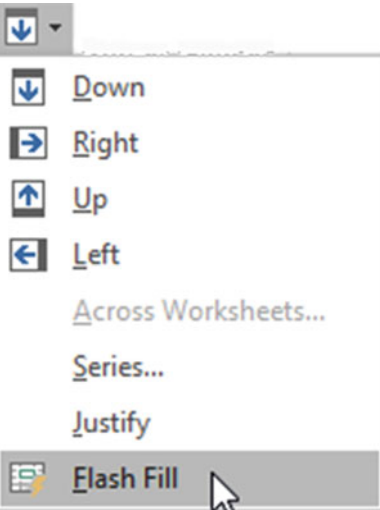 Down
Right
Up
Left
Across Worksheets...
Series...
Justify
Flash Fill